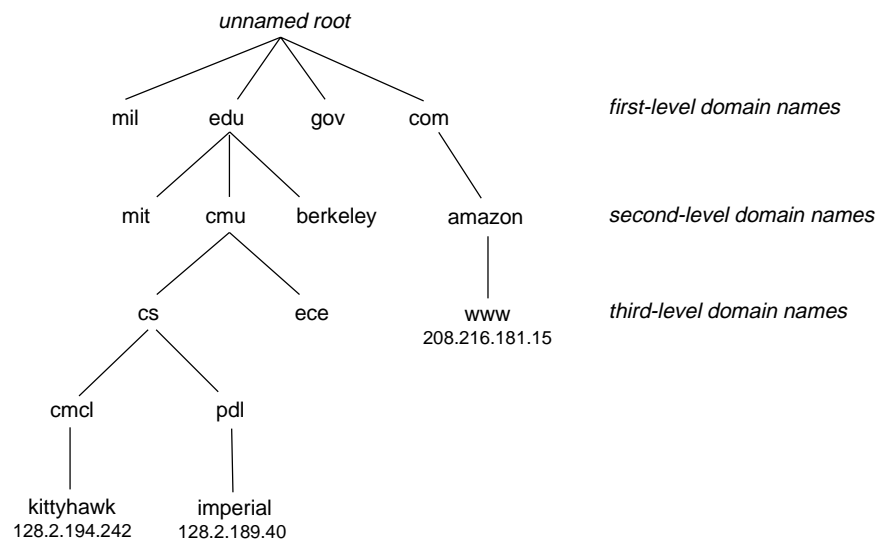 unnamed root
mil edu gov com first-level domain names
mit cmu berkeley amazon second-level domain names
cs ece www third-level domain names
208.216.181.15
cmcl pdl
kittyhawk imperial
128.2.194.242 128.2.189.40